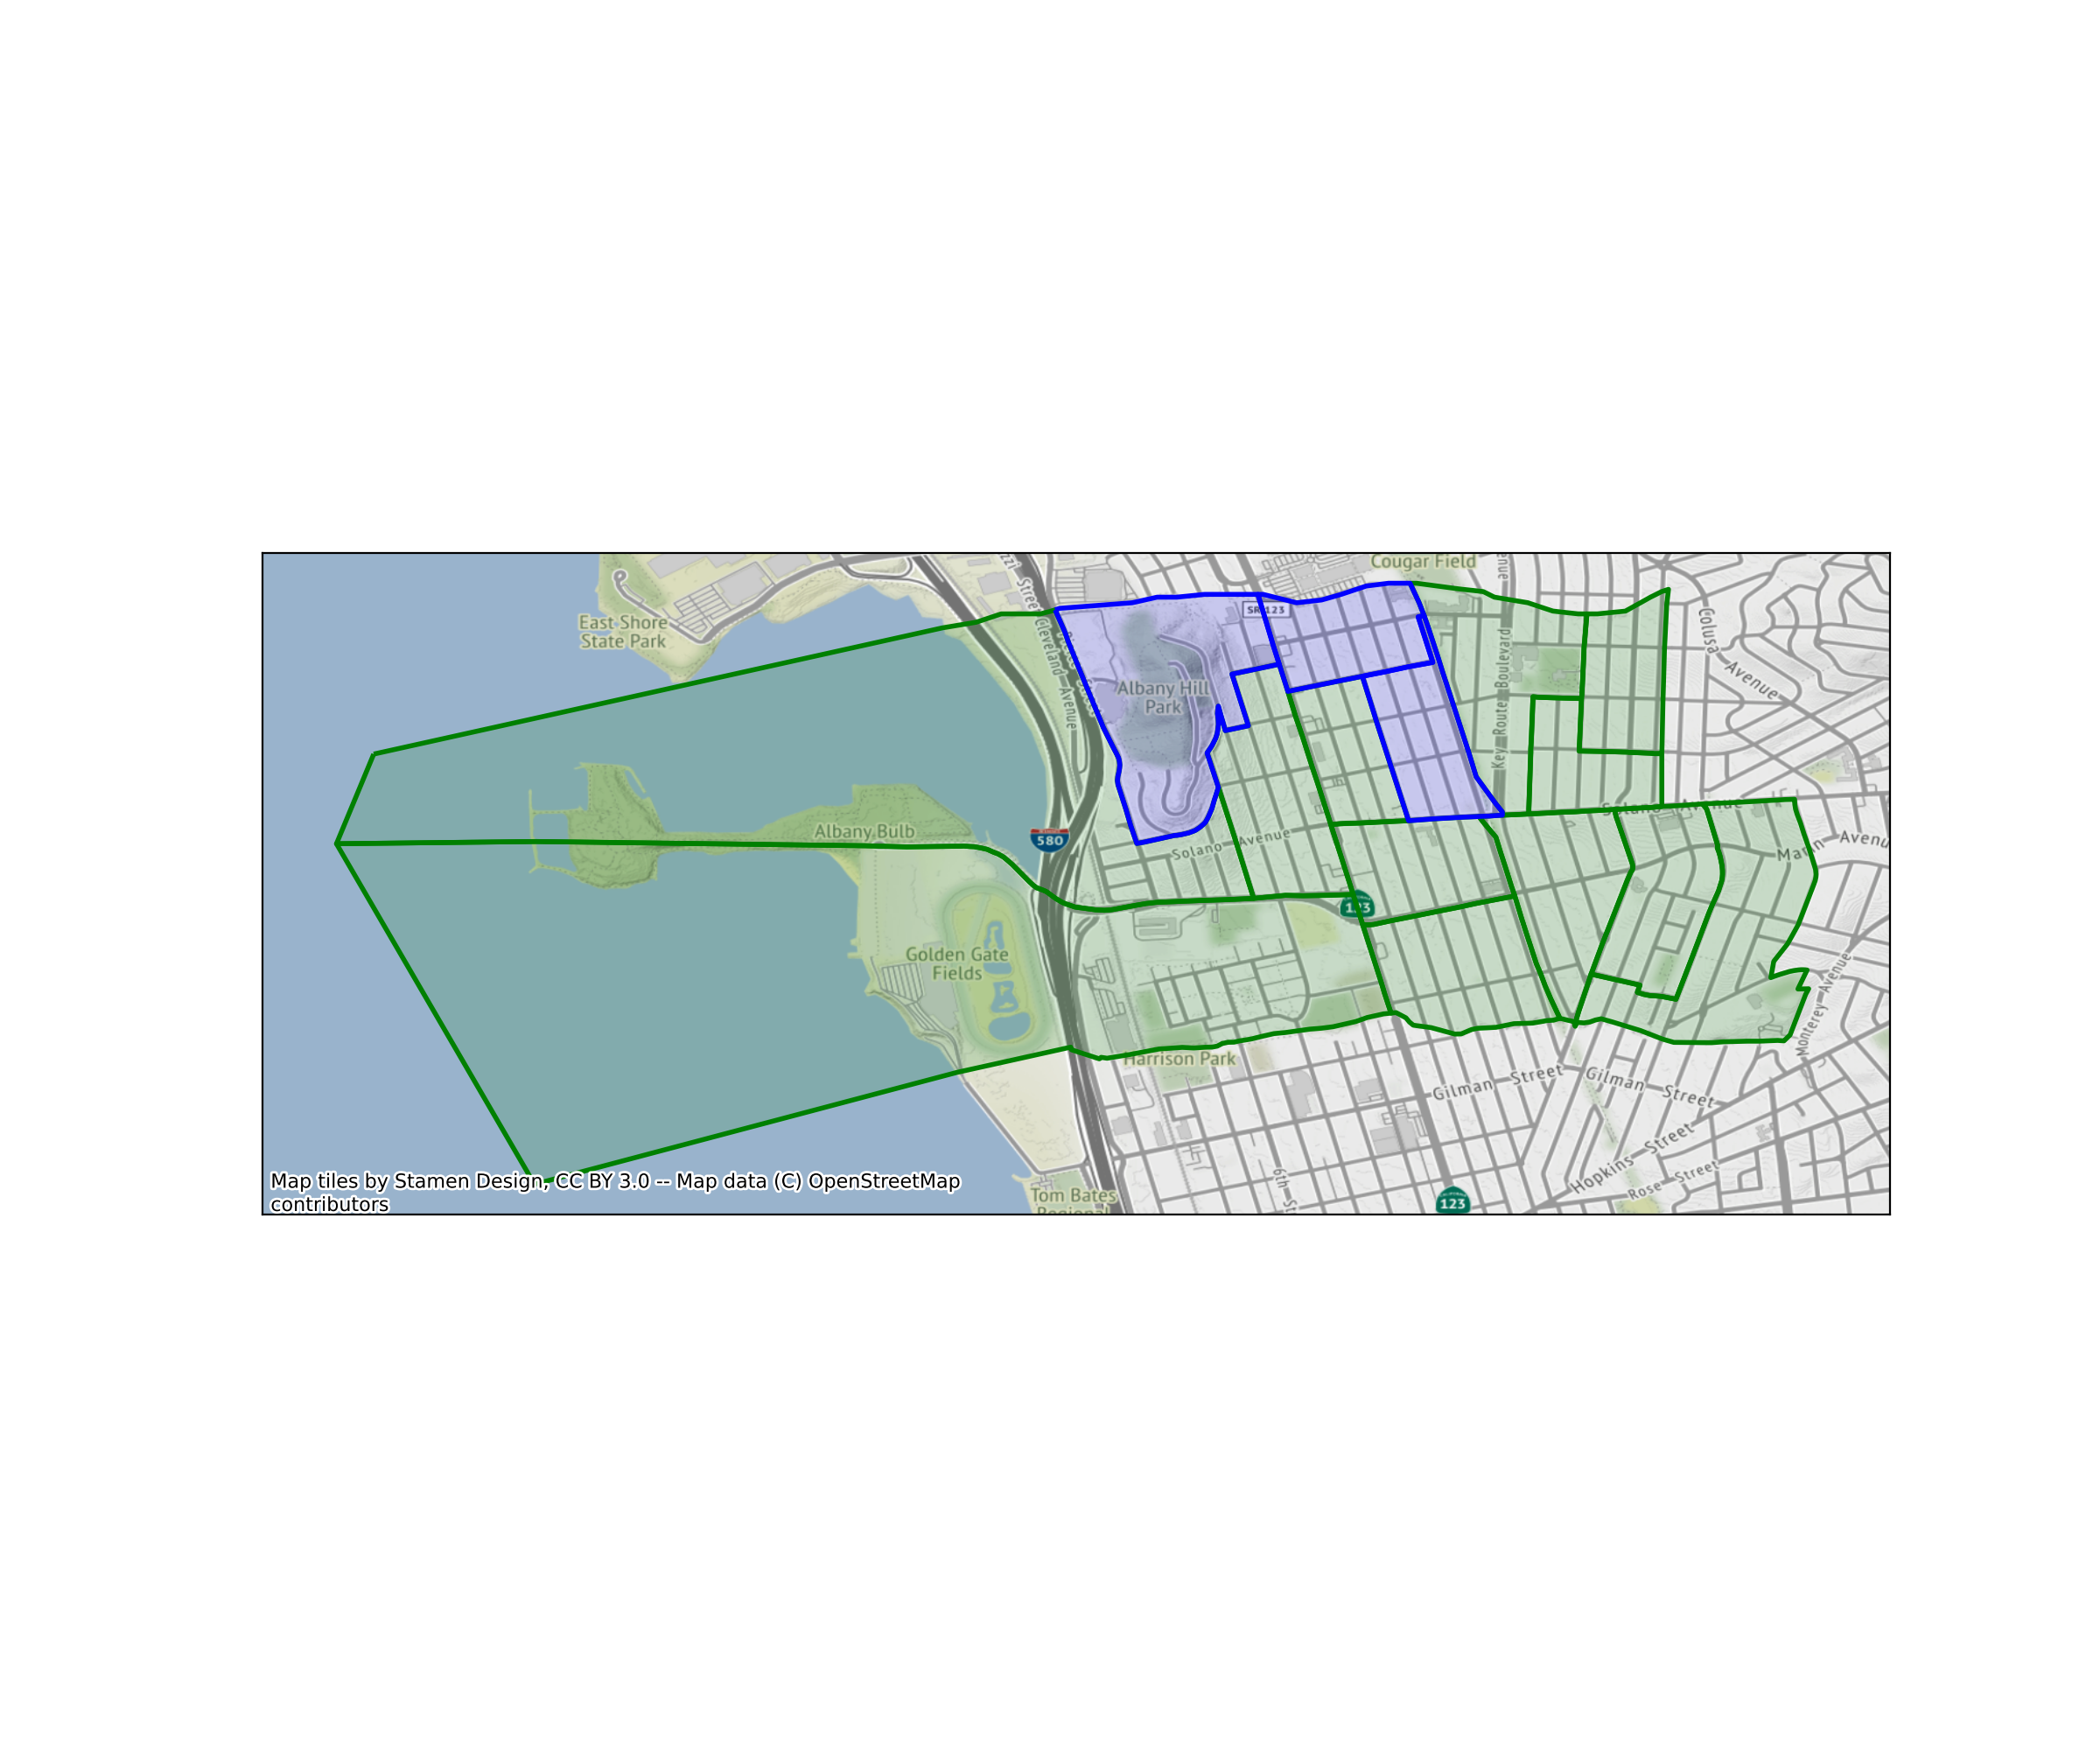 Cougar Field
East Shore
State Park
SR 123
Cleveland Avenue
Colusa Avenue
Key Route Boulevard
Albany Hill
Park
Solano Avenue
Albany Bulb
580
Solano Avenue
Marin Avenu
123
Golden Gate
Fields
Monterey Avenue
Harrison Park
Gilman Street
Gilman Street
Hopkins Street
Rose Street
6th St
Tom Bates
Regional
123
Map tiles by Stamen Design, CC BY 3.0 -- Map data (C) OpenStreetMap
contributors